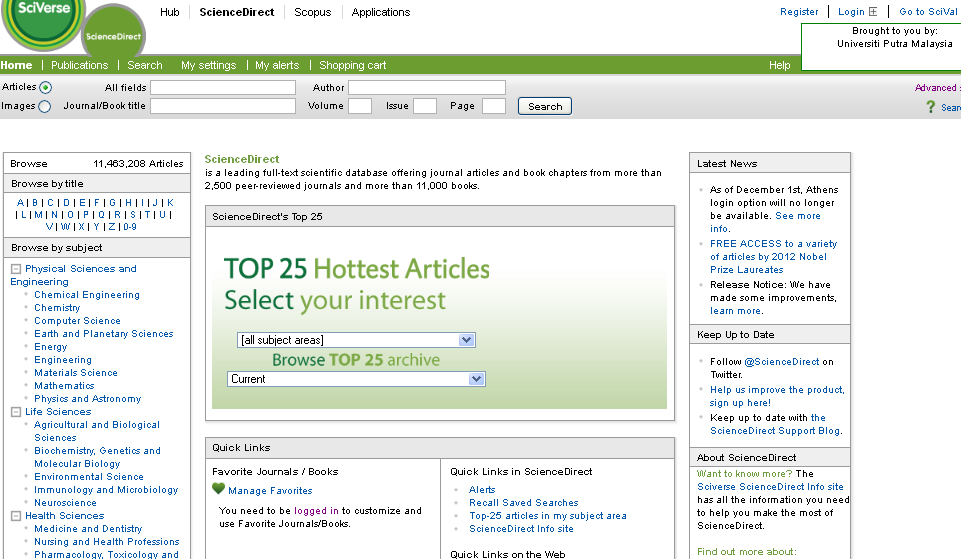 SciVerse
ScienceDirect
Hub ScienceDirect Scopus Applications
Register Login Go to SciVal
Brought to you by:
Universiti Putra Malaysia
Home | Publications | Search My settings | My alerts | Shopping cart
Help
Articles All fields Author
Advanced
Images Journal/Book title Volume Issue Page Search
? Sear
Browse 11,463,208 Articles
Browse by title
A | B | C | D | E | F | G | H | I | J | K
| L | M | N | O | P | Q | R | S | T | U |
V | W | X | Y | Z | 0-9
Browse by subject
Physical Sciences and
Engineering
Chemical Engineering
Chemistry
Computer Science
Earth and Planetary Sciences
Energy
Engineering
Materials Science
Mathematics
Physics and Astronomy
Life Sciences
Agricultural and Biological
Sciences
Biochemistry, Genetics and
Molecular Biology
Environmental Science
Immunology and Microbiology
Neuroscience
Health Sciences
Medicine and Dentistry
Nursing and Health Professions
Pharmacology, Toxicology and
ScienceDirect
is a leading full-text scientific database offering journal articles and book chapters from more than
2,500 peer-reviewed journals and more than 11,000 books.
ScienceDirect's Top 25
TOP 25 Hottest Articles
Select your interest
[all subject areas]
Browse TOP 25 archive
Current
Quick Links
Favorite Journals / Books
Manage Favorites
You need to be logged in to customize and
use Favorite Journals/Books.
Quick Links in ScienceDirect
Alerts
Recall Saved Searches
Top-25 articles in my subject area
ScienceDirect Info site
Quick Links on the Web
Latest News
As of December 1st, Athens
login option will no longer
be available. See more
info.
FREE ACCESS to a variety
of articles by 2012 Nobel
Prize Laureates
Release Notice: We have
made some improvements,
learn more.
Keep Up to Date
Follow @ScienceDirect on
Twitter.
Help us improve the product,
sign up here!
Keep up to date with the
ScienceDirect Support Blog.
About ScienceDirect
Want to know more? The
Sciverse ScienceDirect Info site
has all the information you need
to help you make the most of
ScienceDirect.
Find out more about: